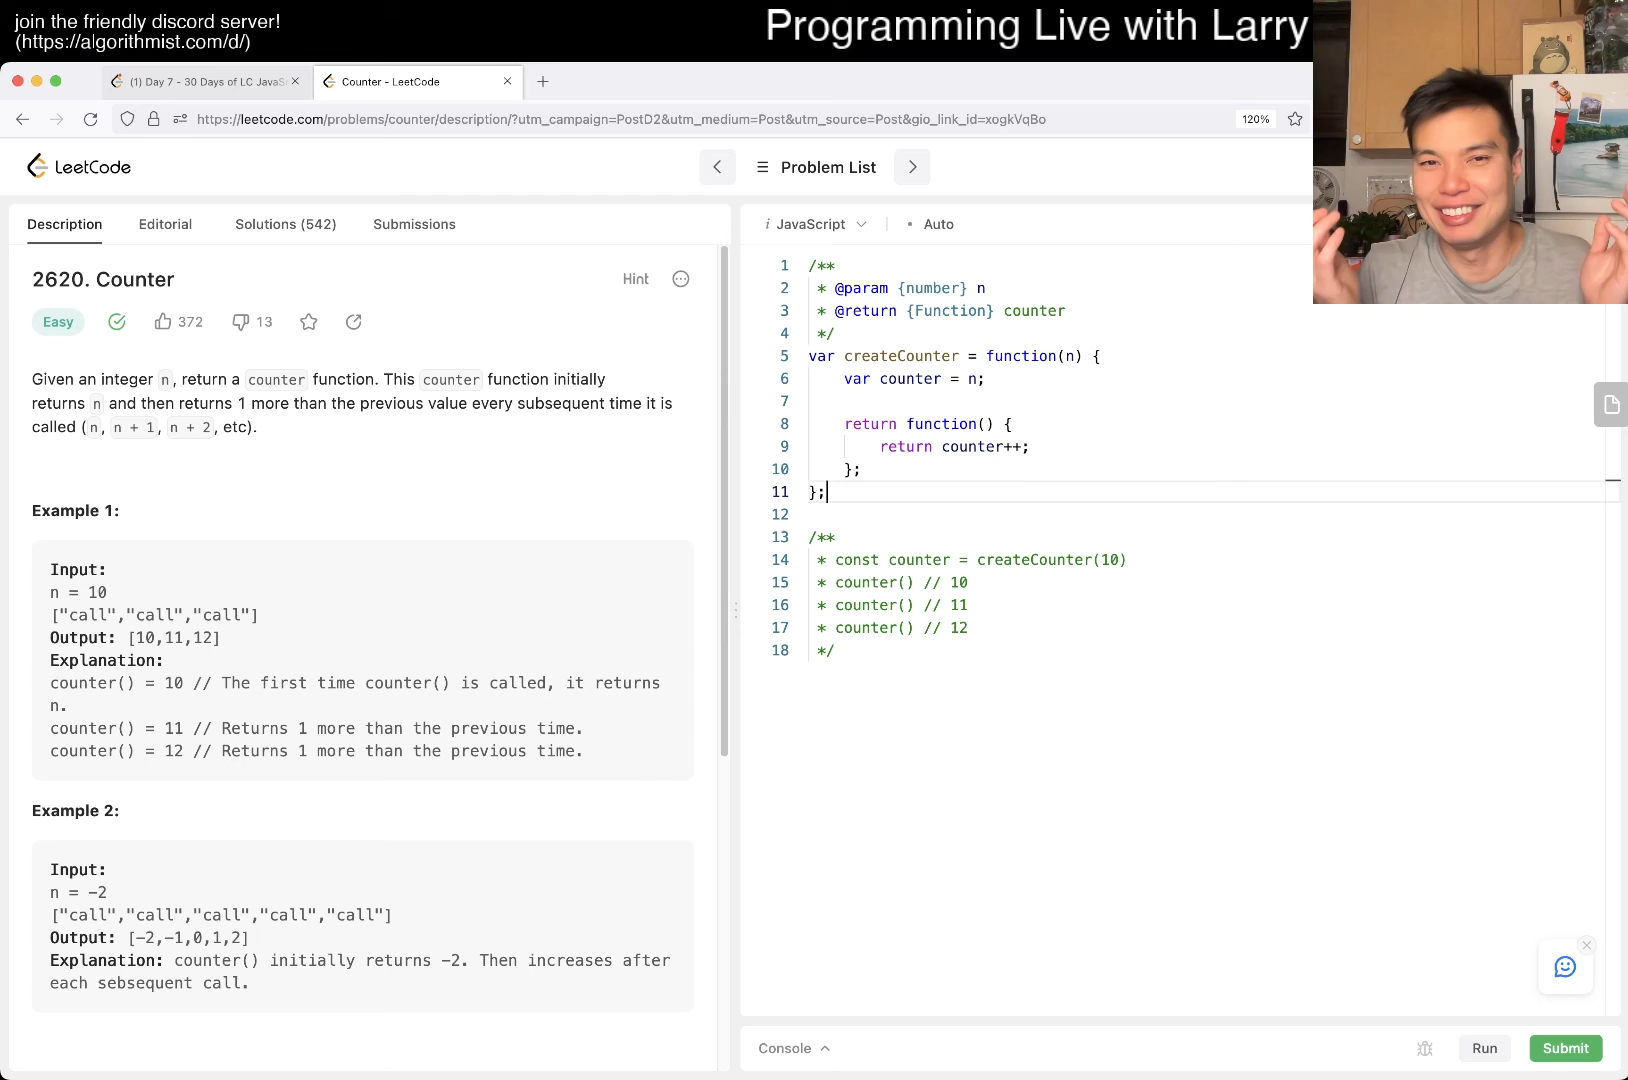 join the friendly discord server!
(https://algorithmist.com/d/)
Programming Live with Larry
(1) Day 7 - 30 Days of LC JavaS
Counter - LeetCode
https://leetcode.com/problems/counter/description/?utm_campaign=PostD2&utm_medium=Post&utm_source=Post&gio_link_id=xogkVqBo
120%
LeetCode
Problem List
Description
Editorial
Solutions (542)
Submissions
2620. Counter
Hint
Easy
372
13
Given an integer n, return a counter function. This counter function initially
returns n and then returns 1 more than the previous value every subsequent time it is
called (n, n + 1, n + 2, etc).
Example 1:
Input:
n = 10
["call","call","call"]
Output: [10,11,12]
Explanation:
counter() = 10 // The first time counter() is called, it returns
n.
counter() = 11 // Returns 1 more than the previous time.
counter() = 12 // Returns 1 more than the previous time.
Example 2:
Input:
n = -2
["call","call","call","call","call"]
Output: [-2,-1,0,1,2]
Explanation: counter() initially returns -2. Then increases after
each sebsequent call.
i JavaScript
• Auto
1 /**
2 * @param {number} n
3 * @return {Function} counter
4 */
5 var createCounter = function(n) {
6 var counter = n;
7
8 return function() {
9 return counter++;
10 };
11 };
12
13 /**
14 * const counter = createCounter(10)
15 * counter() // 10
16 * counter() // 11
17 * counter() // 12
18 */
Console
Run
Submit